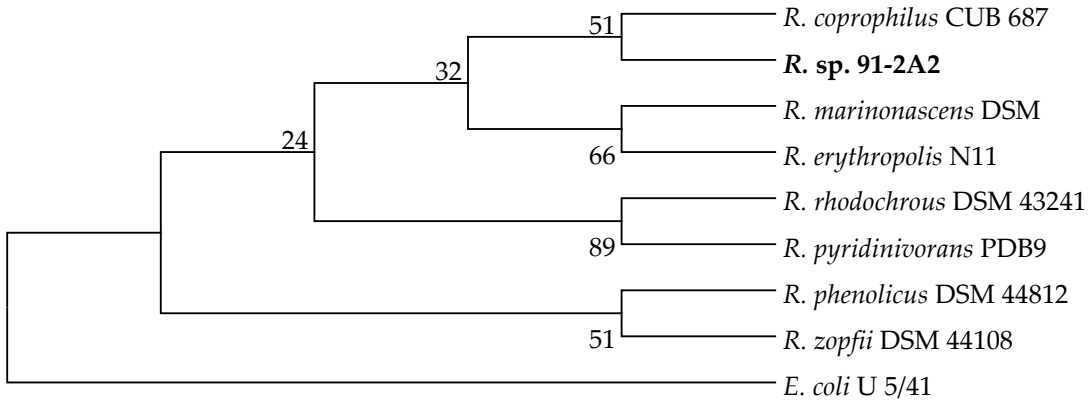 51
R. coprophilus CUB 687
R. sp. 91-2A2
32
R. marinonascens DSM
24
66
R. erythropolis N11
R. rhodochrous DSM 43241
89
R. pyridinivorans PDB9
R. phenolicus DSM 44812
51
R. zopfii DSM 44108
E. coli U 5/41